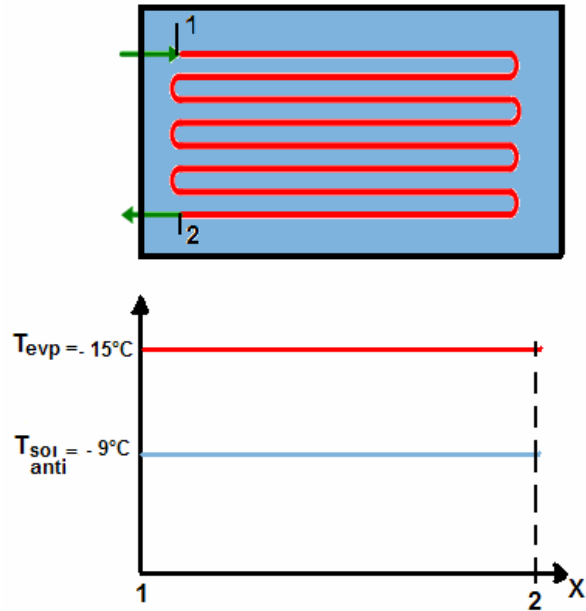 1
2
Tevp = - 15°C
Tsol = - 9°C
anti
1
2
X